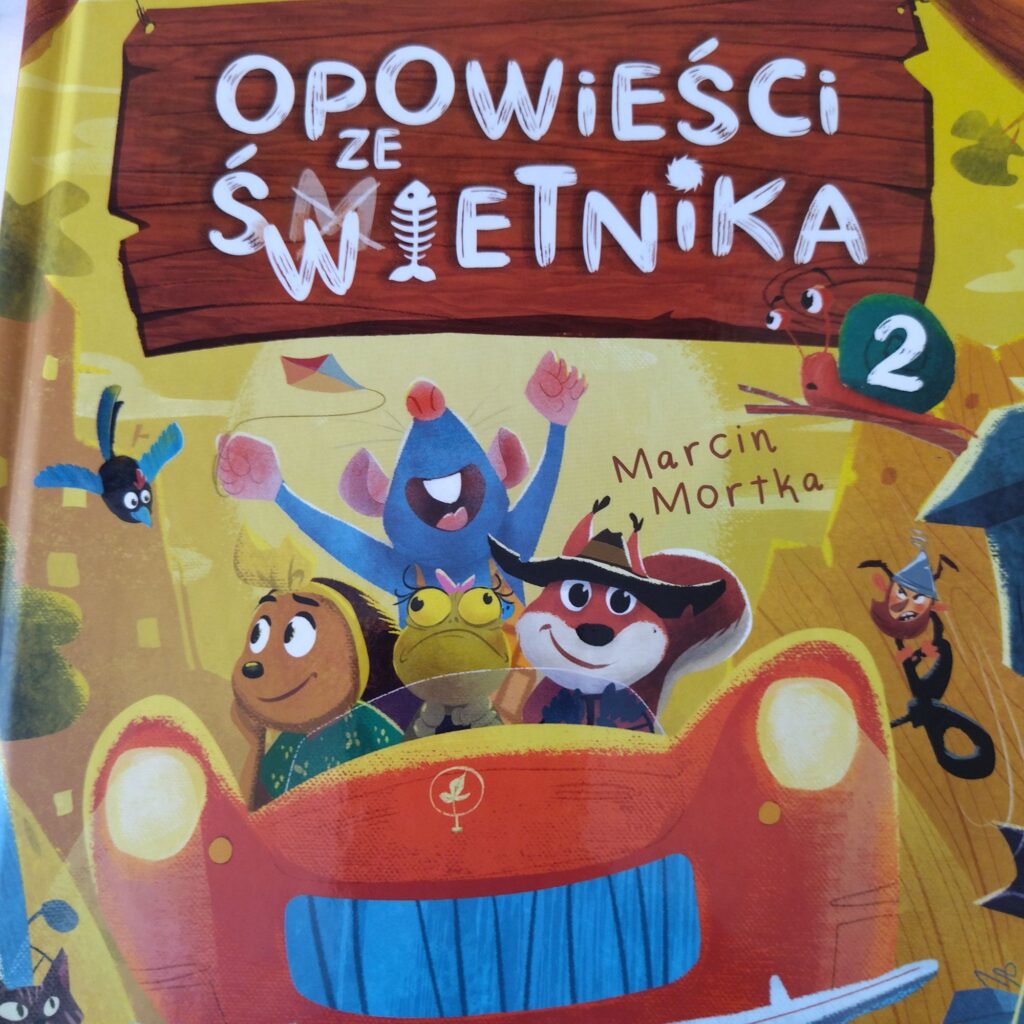 OPOWIEŚCI
ZE
ŚWIETNIKA
2
Marcin
Mortka